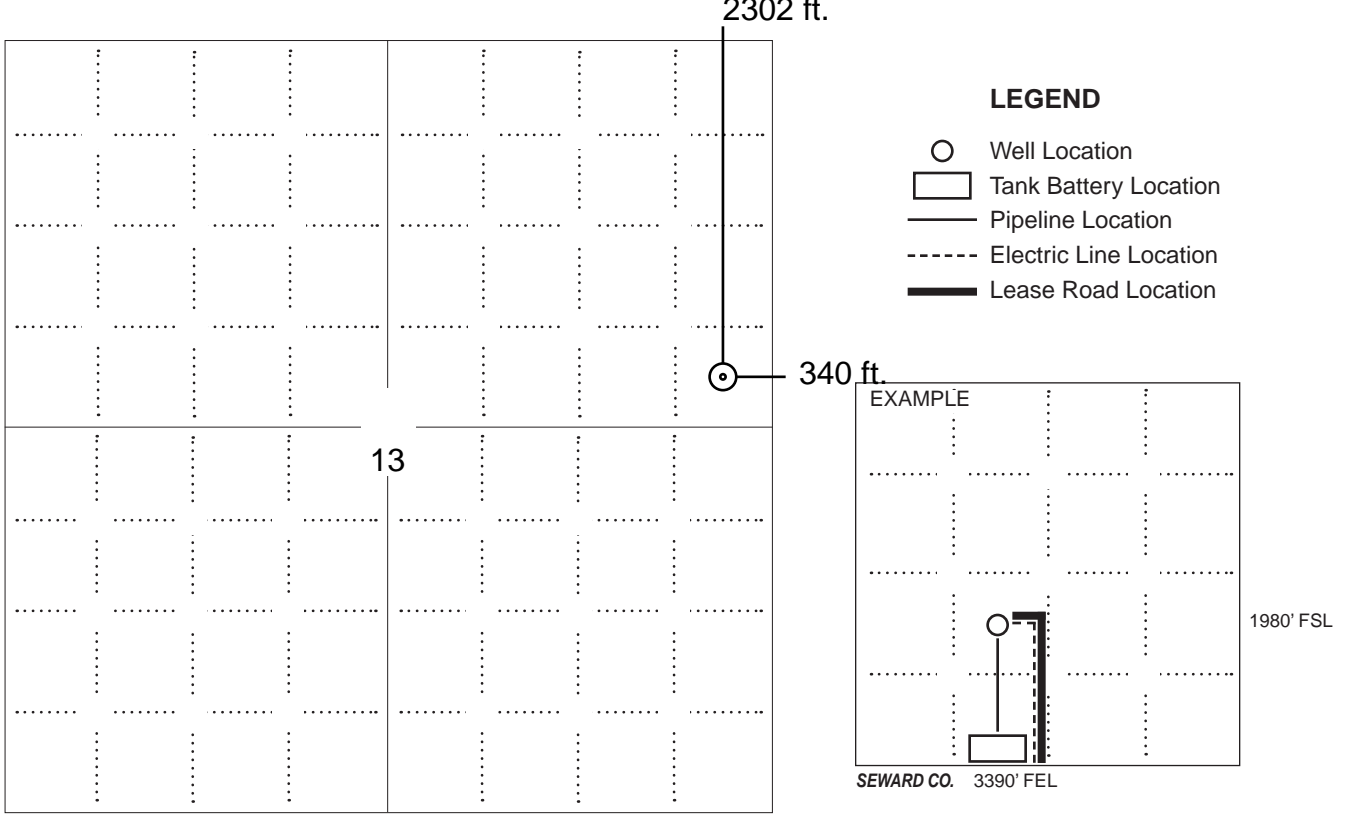 2302 ft.
LEGEND
Well Location
Tank Battery Location
Pipeline Location
Electric Line Location
Lease Road Location
340 ft.
EXAMPLE
13
1980’ FSL
SEWARD CO. 3390’ FEL